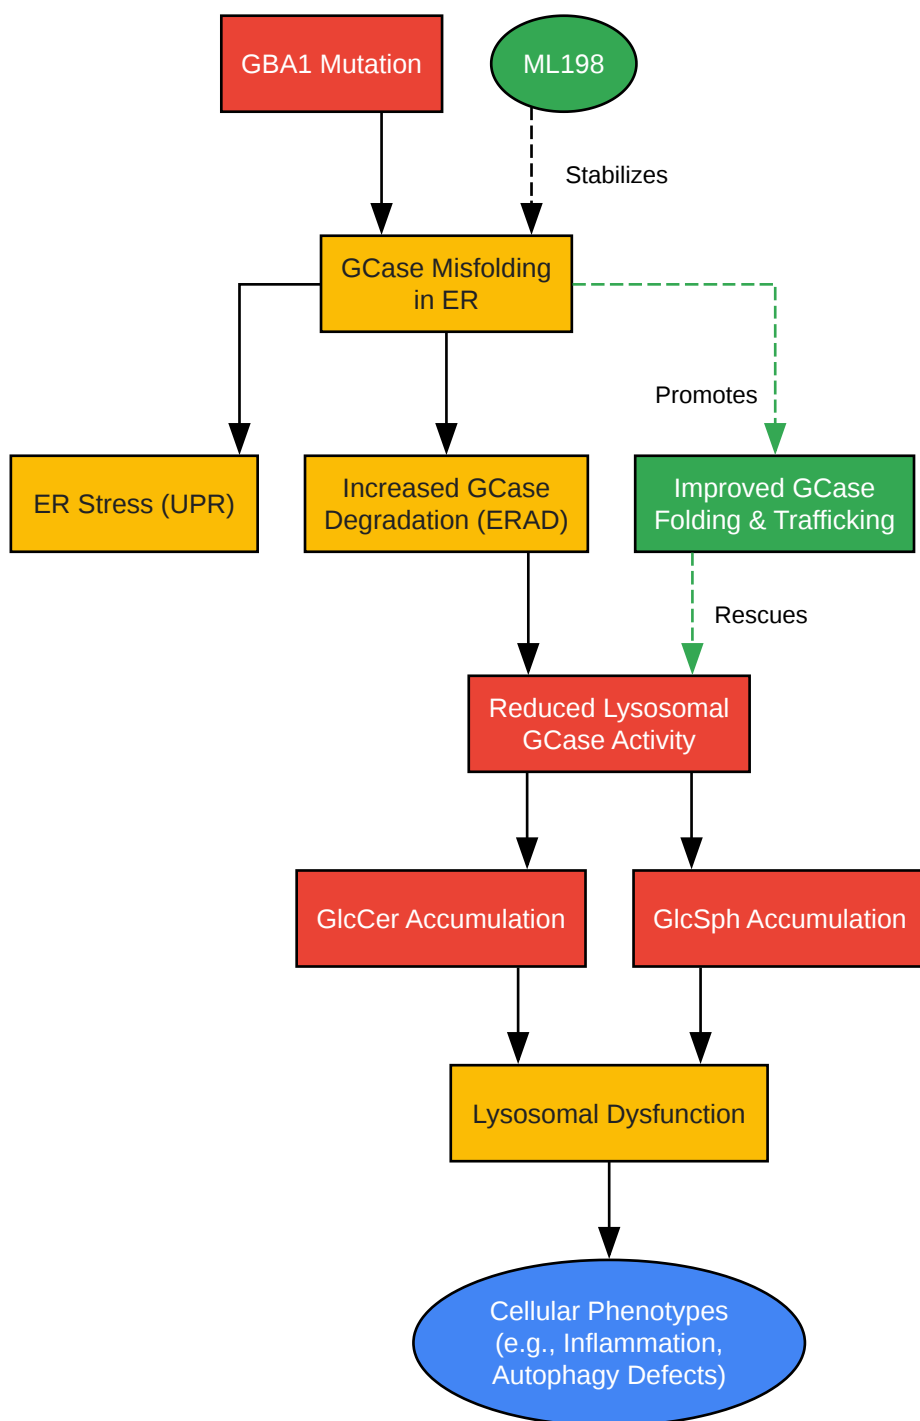 GBA1 Mutation
ML198
Stabilizes
GCase Misfolding
in ER
Promotes
ER Stress (UPR)
Increased GCase
Degradation (ERAD)
Improved GCase
Folding & Trafficking
Rescues
Reduced Lysosomal
GCase Activity
GlcCer Accumulation
GlcSph Accumulation
Lysosomal Dysfunction
Cellular Phenotypes
(e.g., Inflammation,
Autophagy Defects)